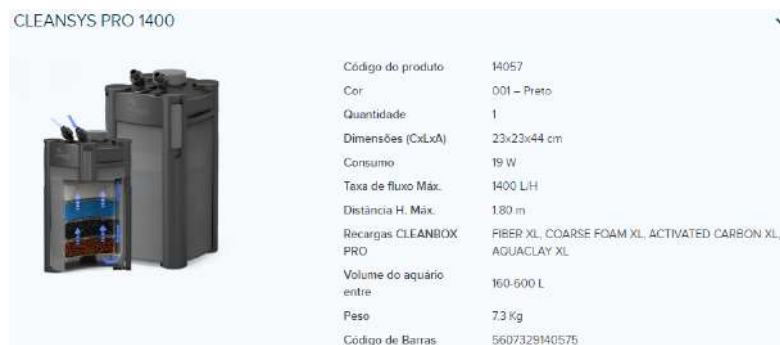 CLEANSYS PRO 1400
Código do produto 14057
Cor 001 – Preto
Quantidade 1
Dimensões (CxLxA) 23x23x44 cm
Consumo 19 W
Taxa de fluxo Máx. 1400 L/H
Distância H. Máx. 1.80 m
Recargas CLEANBOX PRO FIBER XL, COARSE FOAM XL, ACTIVATED CARBON XL, AQUACLAY XL
Volume do aquário entre 160-600 L
Peso 7.3 Kg
Código de Barras 5607329140575